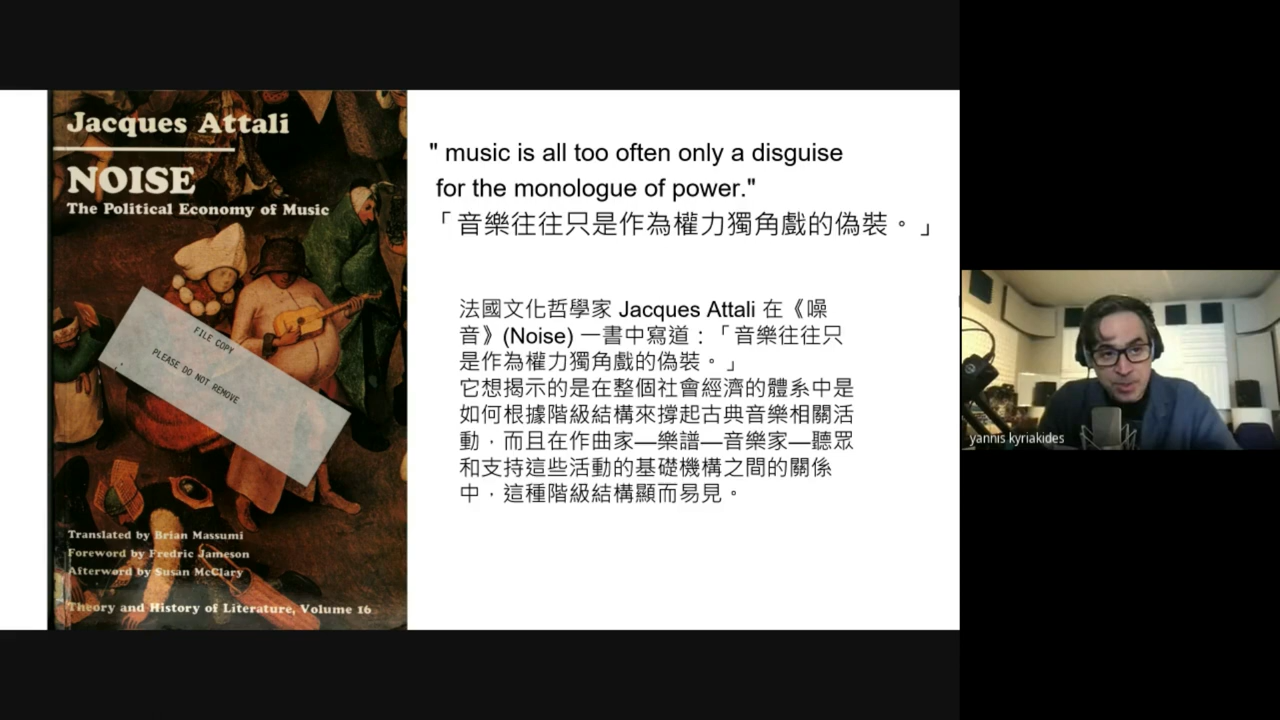 Jacques Attali
NOISE
The Political Economy of Music
FILE COPY
PLEASE DO NOT REMOVE
Translated by Brian Massumi
Foreword by Fredric Jameson
Afterword by Susan McClary
Theory and History of Literature, Volume 16
" music is all too often only a disguise
for the monologue of power."
「音樂往往只是作為權力獨角戲的偽裝。」
法國文化哲學家 Jacques Attali 在《噪
音》(Noise) 一書中寫道：「音樂往往只
是作為權力獨角戲的偽裝。」
它想揭示的是在整個社會經濟的體系中是
如何根據階級結構來撐起古典音樂相關活
動，而且在作曲家—樂譜—音樂家—聽眾
和支持這些活動的基礎機構之間的關係
中，這種階級結構顯而易見。
yannis kyriakides